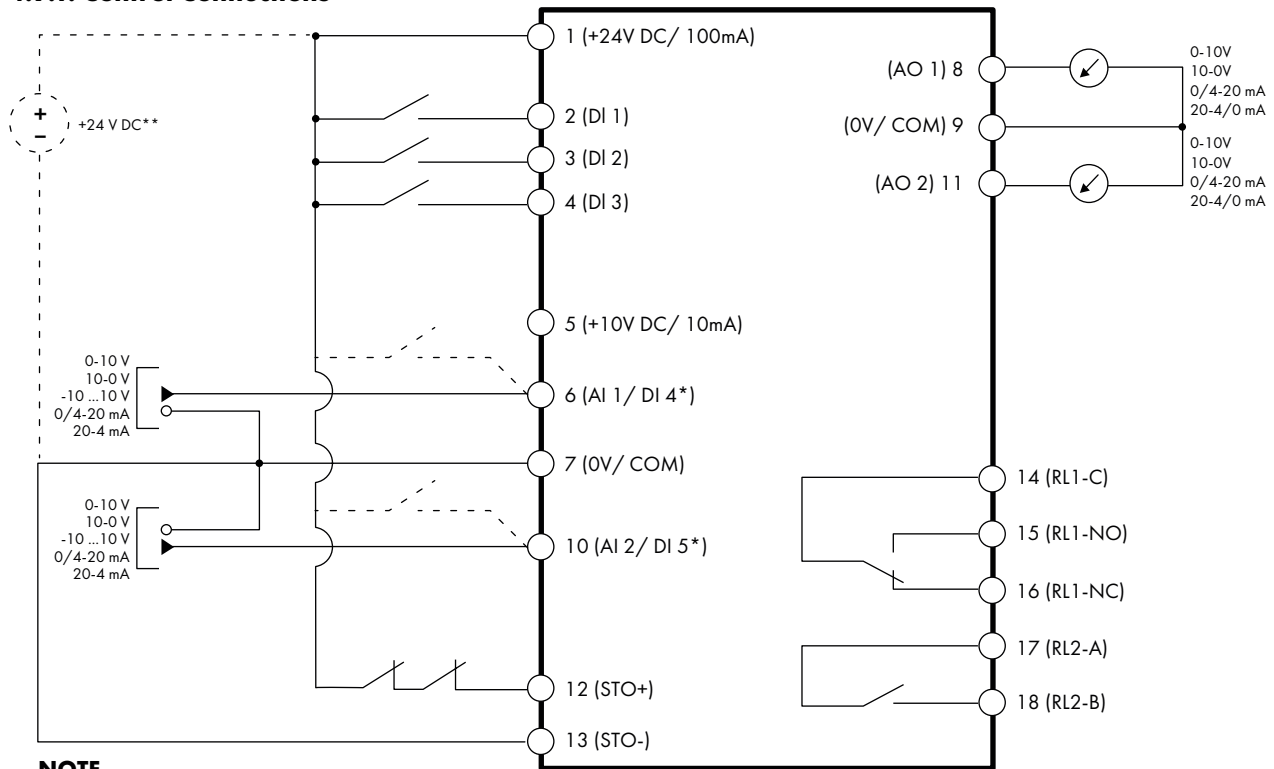 +24 V DC**
+
–
1 (+24V DC/ 100mA)
2 (DI 1)
3 (DI 2)
4 (DI 3)
5 (+10V DC/ 10mA)
0-10 V
10-0 V
-10 ...10 V
0/4-20 mA
20-4 mA
6 (AI 1/ DI 4*)
7 (0V/ COM)
0-10 V
10-0 V
-10 ...10 V
0/4-20 mA
20-4 mA
10 (AI 2/ DI 5*)
12 (STO+)
13 (STO-)
(AO 1) 8
(0V/ COM) 9
(AO 2) 11
0-10V
10-0V
0/4-20 mA
20-4/0 mA
0-10V
10-0V
0/4-20 mA
20-4/0 mA
14 (RL1-C)
15 (RL1-NO)
16 (RL1-NC)
17 (RL2-A)
18 (RL2-B)
NOTE